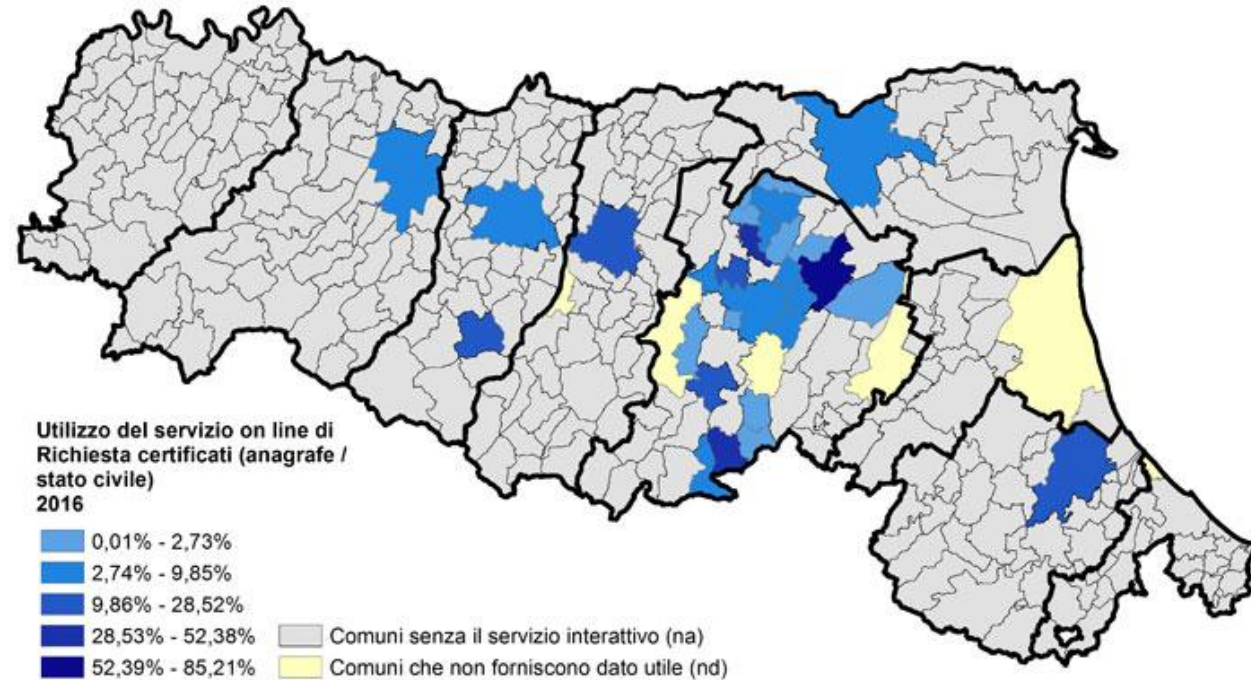 Utilizzo del servizio on line di
Richiesta certificati (anagrafe /
stato civile)
2016
0,01% - 2,73%
2,74% - 9,85%
9,86% - 28,52%
28,53% - 52,38%
52,39% - 85,21%
Comuni senza il servizio interattivo (na)
Comuni che non forniscono dato utile (nd)